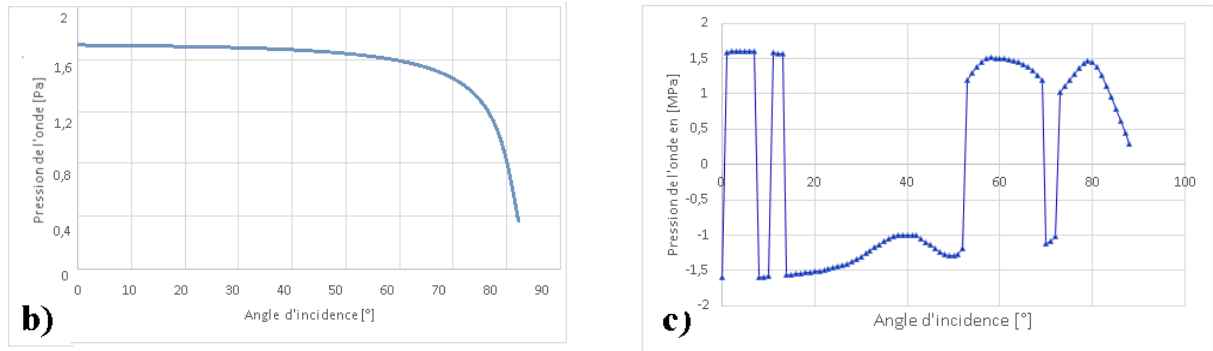 2
1,6
1,2
0,8
0,4
0
Pression de l'onde [Pa]
0 10 20 30 40 50 60 70 80 90
Angle d'incidence [°]
b)
2
1,5
1
0,5
0
-0,5
-1
-1,5
-2
Pression de l'onde en [MPa]
0 20 40 60 80 100
Angle d'incidence [°]
c)